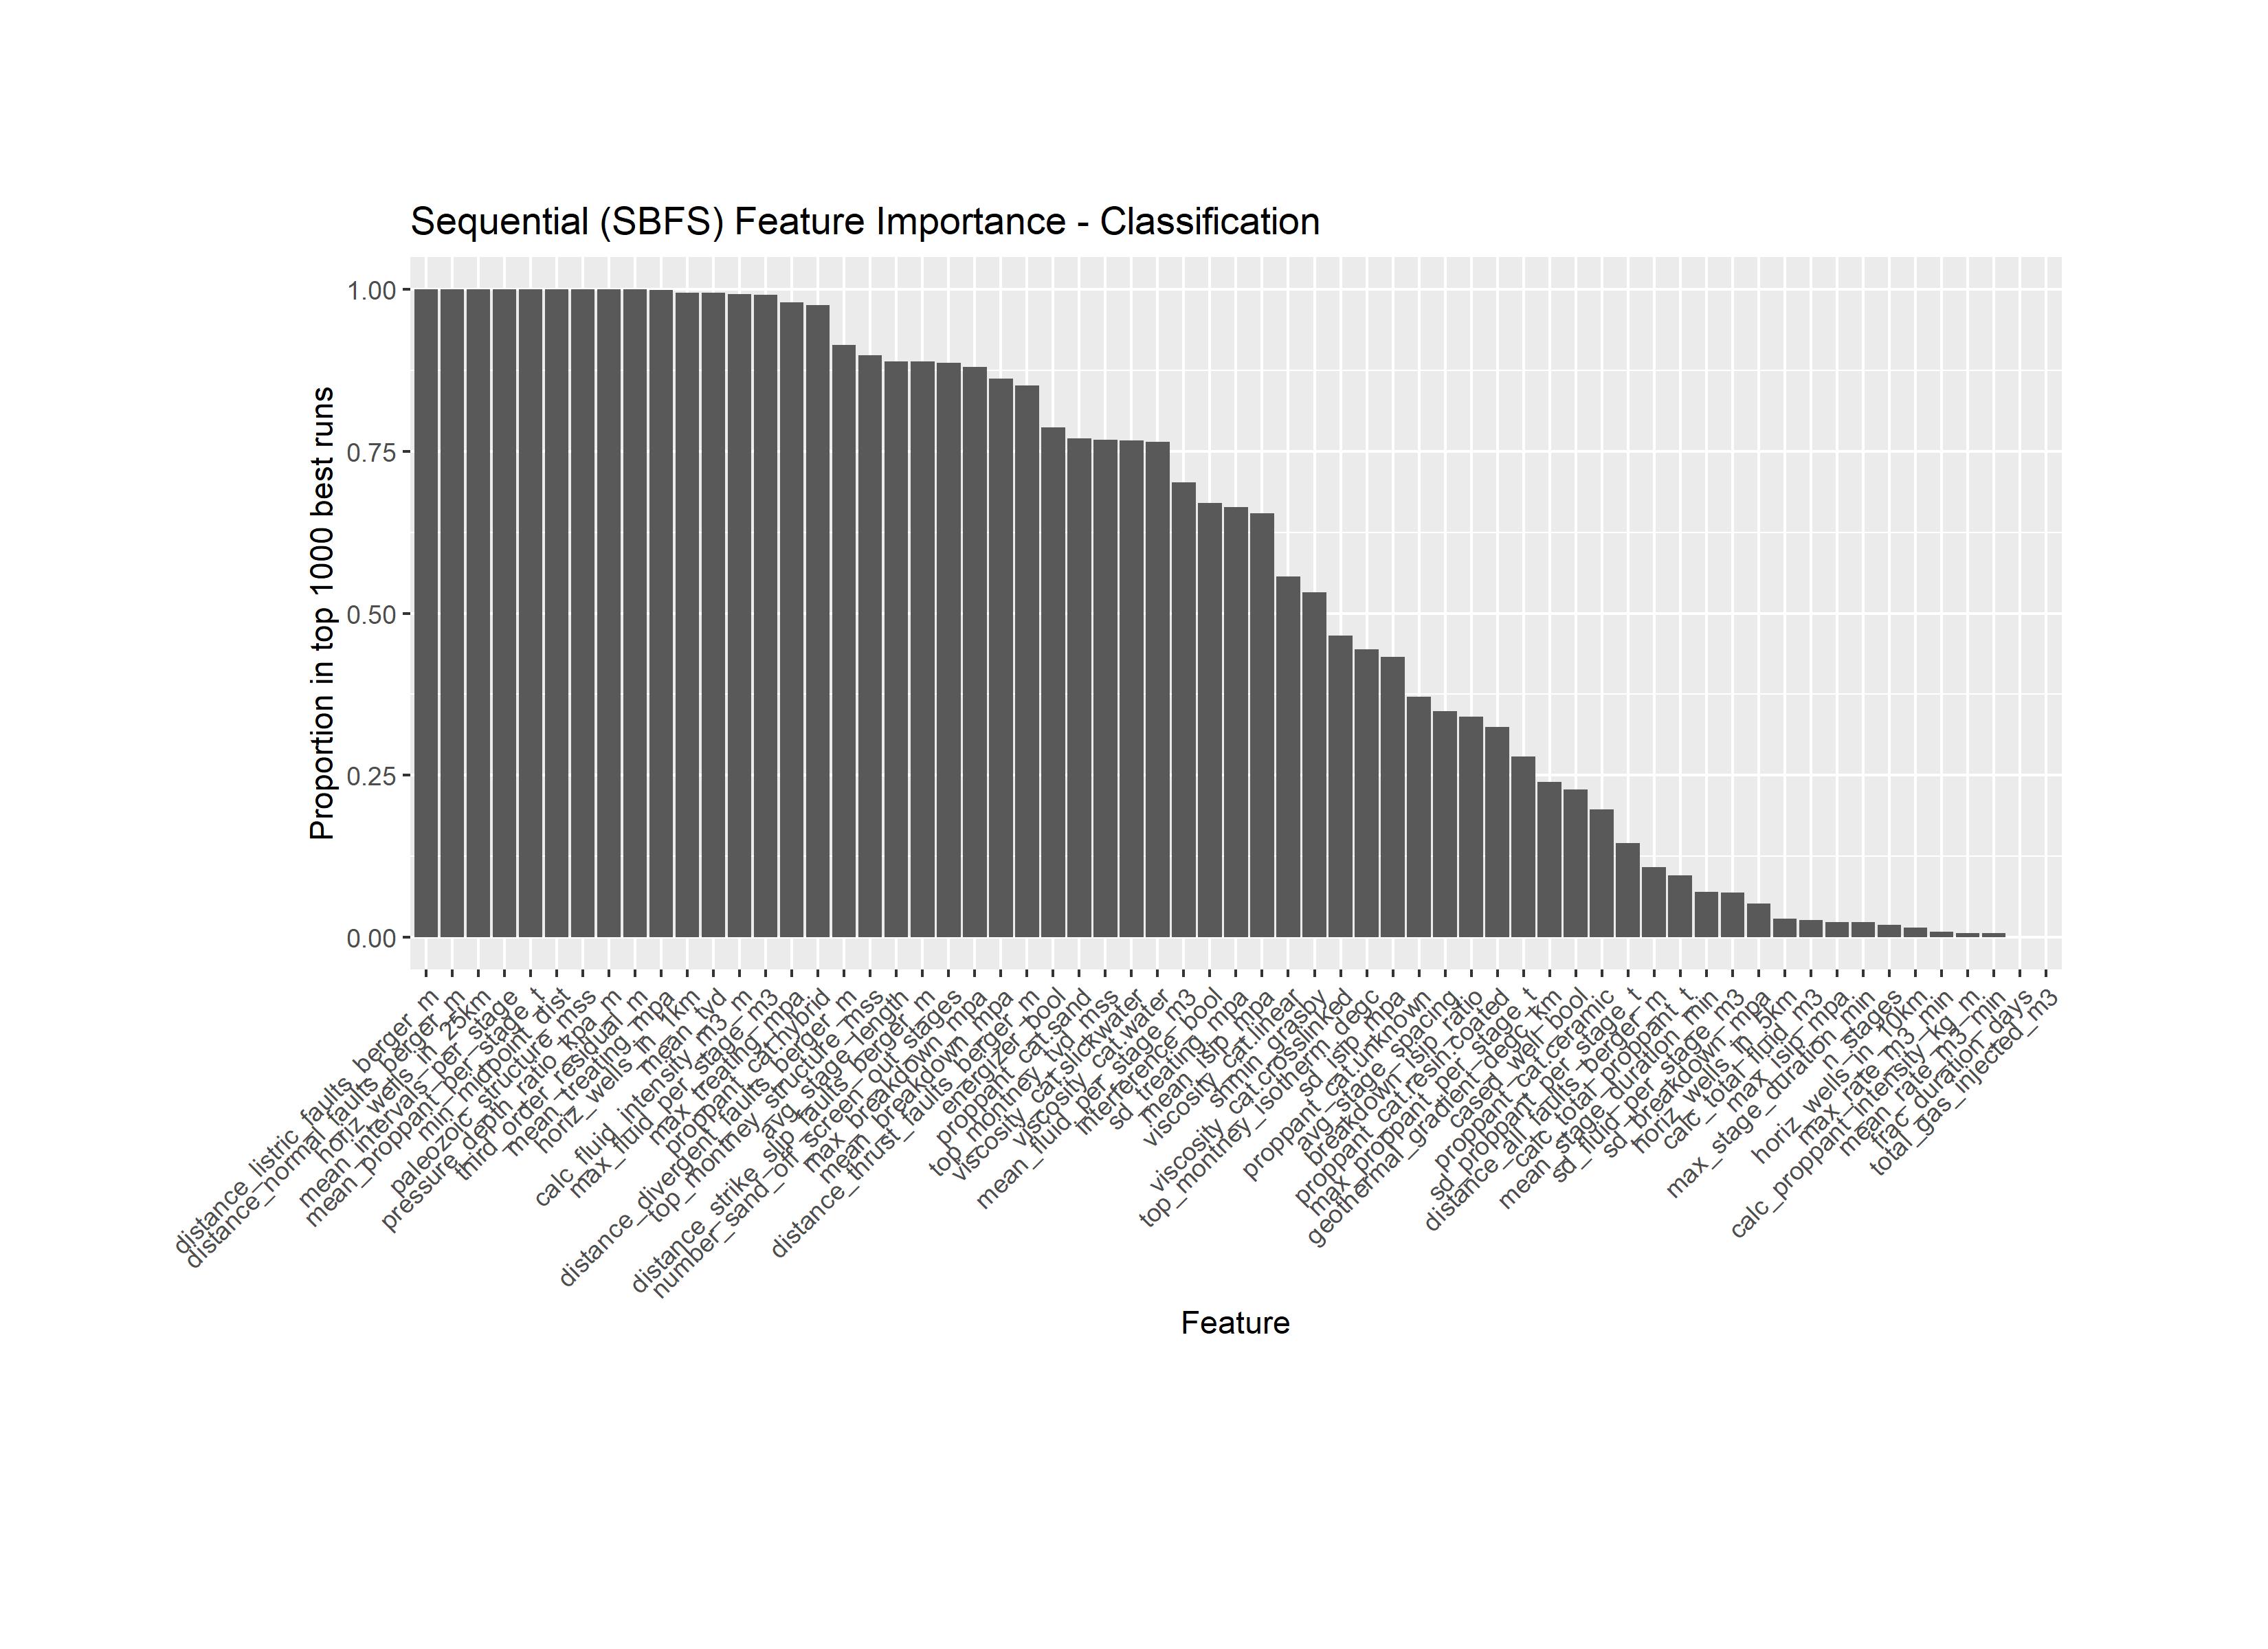 Sequential (SBFS) Feature Importance - Classification
Proportion in top 1000 best runs
1.00
0.75
0.50
0.25
0.00
distance_listric_faults_berger_m
distance_normal_faults_berger_m
horiz_wells_in_25km
mean_intervals_per_stage
mean_proppant_per_stage_t
min_midpoint_dist
paleozoic_structure_mss
pressure_depth_ratio_kpa_m
third_order_residual_m
mean_treating_mpa
horiz_wells_in_1km
mean_tvd
calc_fluid_intensity_m3_m
max_fluid_per_stage_m3
max_treating_mpa
proppant_cat.hybrid
distance_divergent_faults_berger_m
top_montney_structure_mss
avg_stage_length
distance_strike_slip_faults_berger_m
number_sand_off_screen_out_stages
max_breakdown_mpa
mean_breakdown_mpa
distance_thrust_faults_berger_m
energizer_bool
proppant_cat.sand
top_montney_tvd_mss
viscosity_cat.slickwater
viscosity_cat.water
mean_fluid_per_stage_m3
interference_bool
sd_treating_mpa
mean_isip_mpa
viscosity_cat.linear
shmin_grasby
viscosity_cat.crosslinked
top_montney_isotherm_degc
sd_isip_mpa
proppant_cat.unknown
avg_stage_spacing
breakdown_isip_ratio
proppant_cat.resin.coated
max_proppant_per_stage_t
geothermal_gradient_degc_km
cased_well_bool
proppant_cat.ceramic
sd_proppant_per_stage_t
distance_all_faults_berger_m
calc_total_proppant_t
mean_stage_duration_min
sd_fluid_per_stage_m3
sd_breakdown_mpa
horiz_wells_in_5km
calc_total_fluid_m3
max_isip_mpa
max_stage_duration_min
n_stages
horiz_wells_in_10km
max_rate_m3_min
calc_proppant_intensity_kg_m
mean_rate_m3_min
frac_duration_days
total_gas_injected_m3
Feature